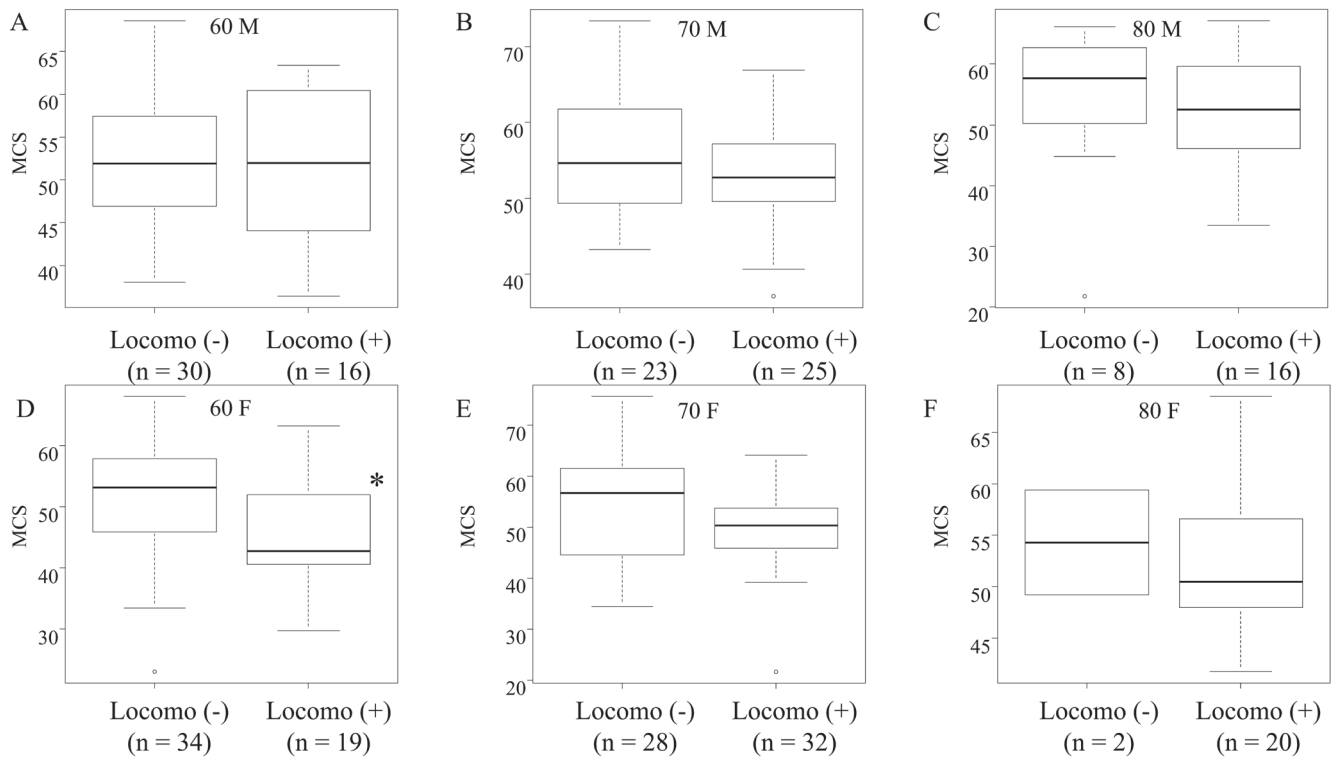 A
60 M
MCS
65
60
55
50
45
40
Locomo (-)
(n = 30)
Locomo (+)
(n = 16)
B
70 M
MCS
70
60
50
40
Locomo (-)
(n = 23)
Locomo (+)
(n = 25)
C
80 M
MCS
60
50
40
30
20
Locomo (-)
(n = 8)
Locomo (+)
(n = 16)
D
60 F
MCS
60
50
40
30
*
Locomo (-)
(n = 34)
Locomo (+)
(n = 19)
E
70 F
MCS
70
60
50
40
30
20
Locomo (-)
(n = 28)
Locomo (+)
(n = 32)
F
80 F
MCS
65
60
55
50
45
Locomo (-)
(n = 2)
Locomo (+)
(n = 20)